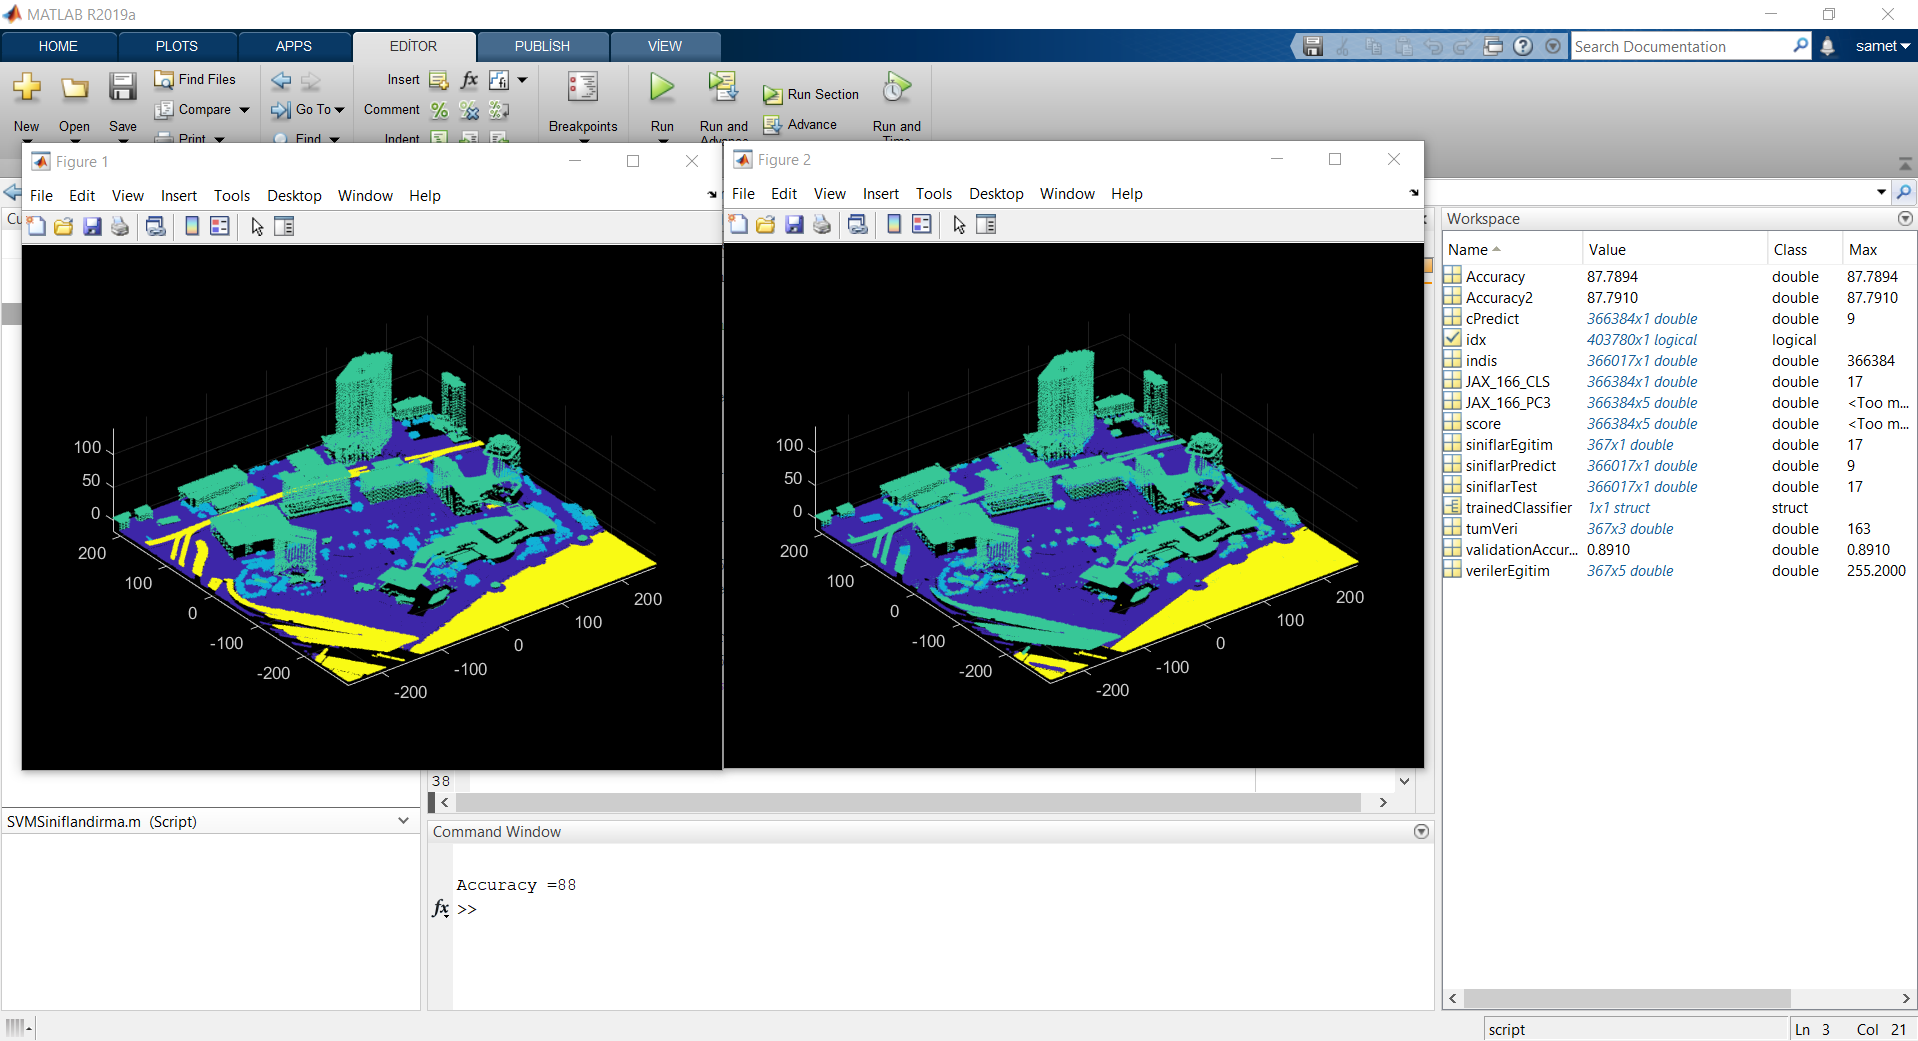 MATLAB R2019a
HOME PLOTS APPS EDİTOR PUBLİSH VİEW
Search Documentation
samet
New
Open
Save
Find Files
Compare
Print
Go To
Find
Insert
Comment
Indent
fx
fi
Breakpoints
Run
Run and Advance
Run Section
Advance
Run and Time
Figure 1
File Edit View Insert Tools Desktop Window Help
100
50
0
200
100
0
-100
-200
-200
-100
0
100
200
Figure 2
File Edit View Insert Tools Desktop Window Help
100
50
0
200
100
0
-100
-200
-200
-100
0
100
200
Cu
38
SVMSiniflandirma.m (Script)
Command Window
Accuracy =88
fx >>
Workspace
Name Value Class Max
Accuracy 87.7894 double 87.7894
Accuracy2 87.7910 double 87.7910
cPredict 366384x1 double double 9
idx 403780x1 logical logical
indis 366017x1 double double 366384
JAX_166_CLS 366384x1 double double 17
JAX_166_PC3 366384x5 double double <Too m...
score 366384x5 double double <Too m...
siniflarEgitim 367x1 double double 17
siniflarPredict 366017x1 double double 9
siniflarTest 366017x1 double double 17
trainedClassifier 1x1 struct struct
tumVeri 367x3 double double 163
validationAccur... 0.8910 double 0.8910
verilerEgitim 367x5 double double 255.2000
script
Ln 3 Col 21